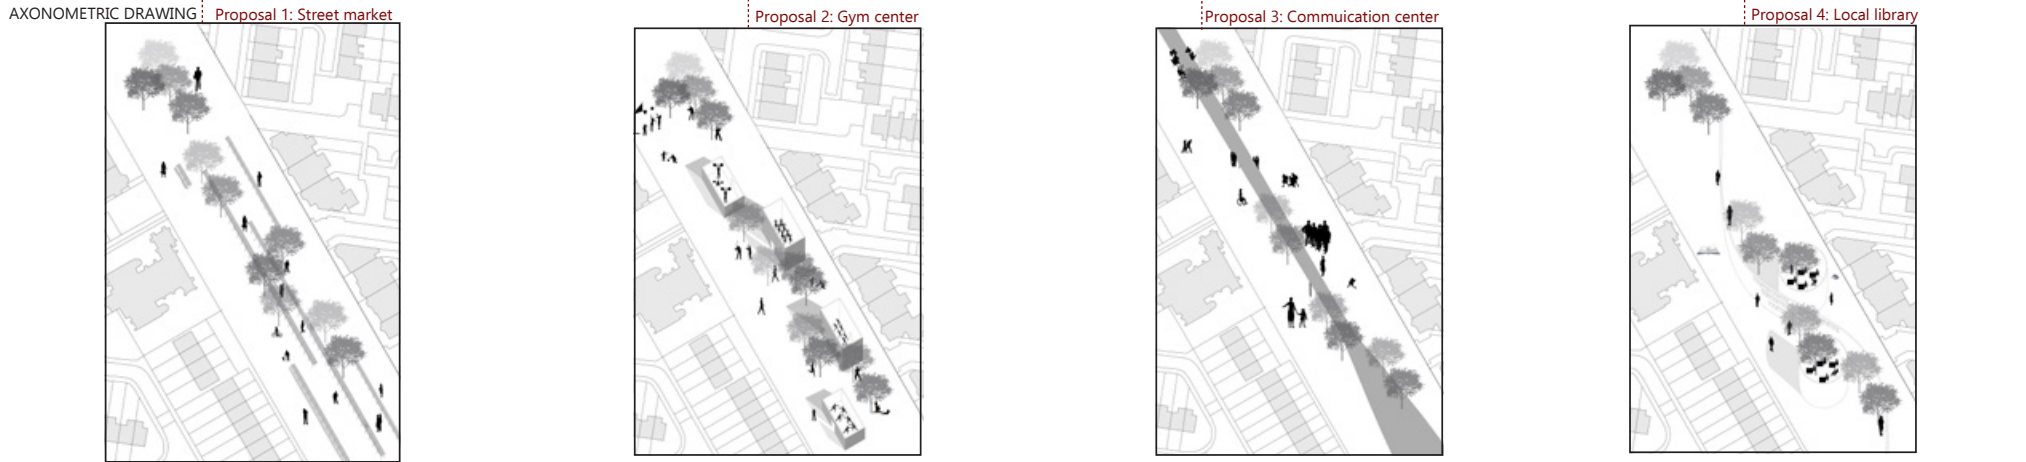 AXONOMETRIC DRAWING
Proposal 1: Street market
Proposal 2: Gym center
Proposal 3: Commuication center
Proposal 4: Local library